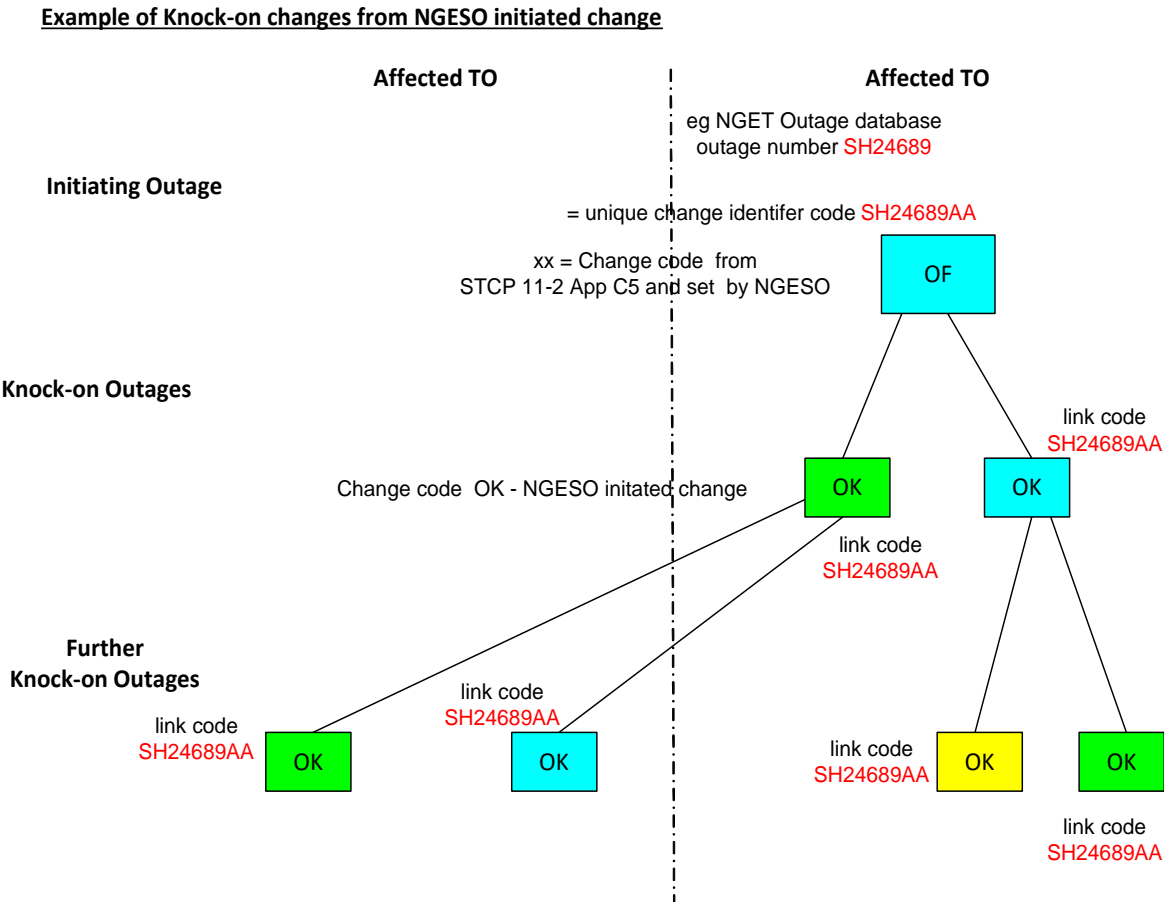 Example of Knock-on changes from NGESO initiated change
Affected TO
Affected TO
eg NGET Outage database
outage number SH24689
Initiating Outage
= unique change identifer code SH24689AA
xx = Change code from
STCP 11-2 App C5 and set by NGESO
OF
Knock-on Outages
link code
SH24689AA
Change code OK - NGESO initated change
OK
OK
link code
SH24689AA
Further
Knock-on Outages
link code
SH24689AA
link code
SH24689AA
OK
OK
link code
SH24689AA
OK
OK
link code
SH24689AA